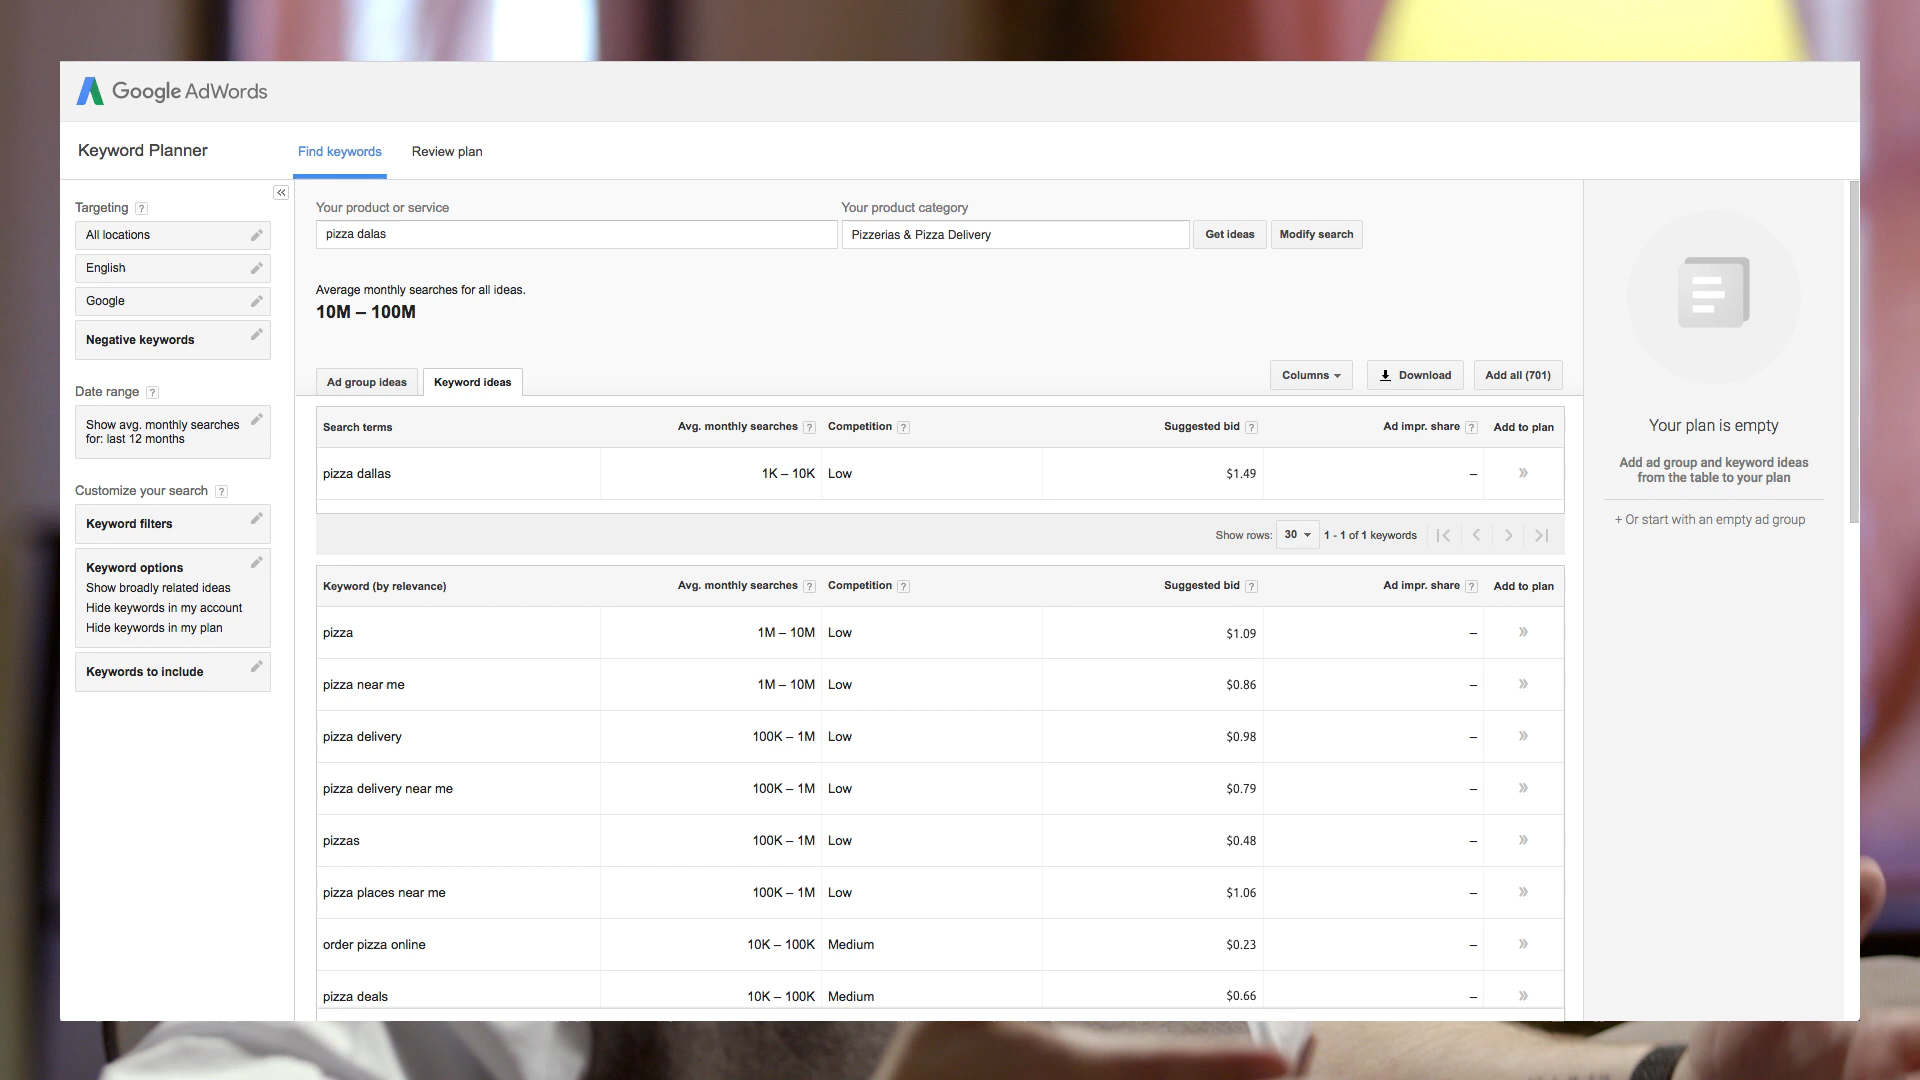 Google AdWords
Keyword Planner
Find keywords
Review plan
«
Targeting ?
All locations
English
Google
Negative keywords
Date range ?
Show avg. monthly searches
for: last 12 months
Customize your search ?
Keyword filters
Keyword options
Show broadly related ideas
Hide keywords in my account
Hide keywords in my plan
Keywords to include
Your product or service
Your product category
pizza dalas
Pizzerias & Pizza Delivery
Get ideas
Modify search
Average monthly searches for all ideas.
10M – 100M
Ad group ideas
Keyword ideas
Columns
Download
Add all (701)
Search terms Avg. monthly searches ? Competition ? Suggested bid ? Ad impr. share ? Add to plan
pizza dallas 1K – 10K Low $1.49 – »
Show rows: 30 1 - 1 of 1 keywords
Keyword (by relevance) Avg. monthly searches ? Competition ? Suggested bid ? Ad impr. share ? Add to plan
pizza 1M – 10M Low $1.09 – »
pizza near me 1M – 10M Low $0.86 – »
pizza delivery 100K – 1M Low $0.98 – »
pizza delivery near me 100K – 1M Low $0.79 – »
pizzas 100K – 1M Low $0.48 – »
pizza places near me 100K – 1M Low $1.06 – »
order pizza online 10K – 100K Medium $0.23 – »
pizza deals 10K – 100K Medium $0.66 – »
Your plan is empty
Add ad group and keyword ideas
from the table to your plan
+ Or start with an empty ad group